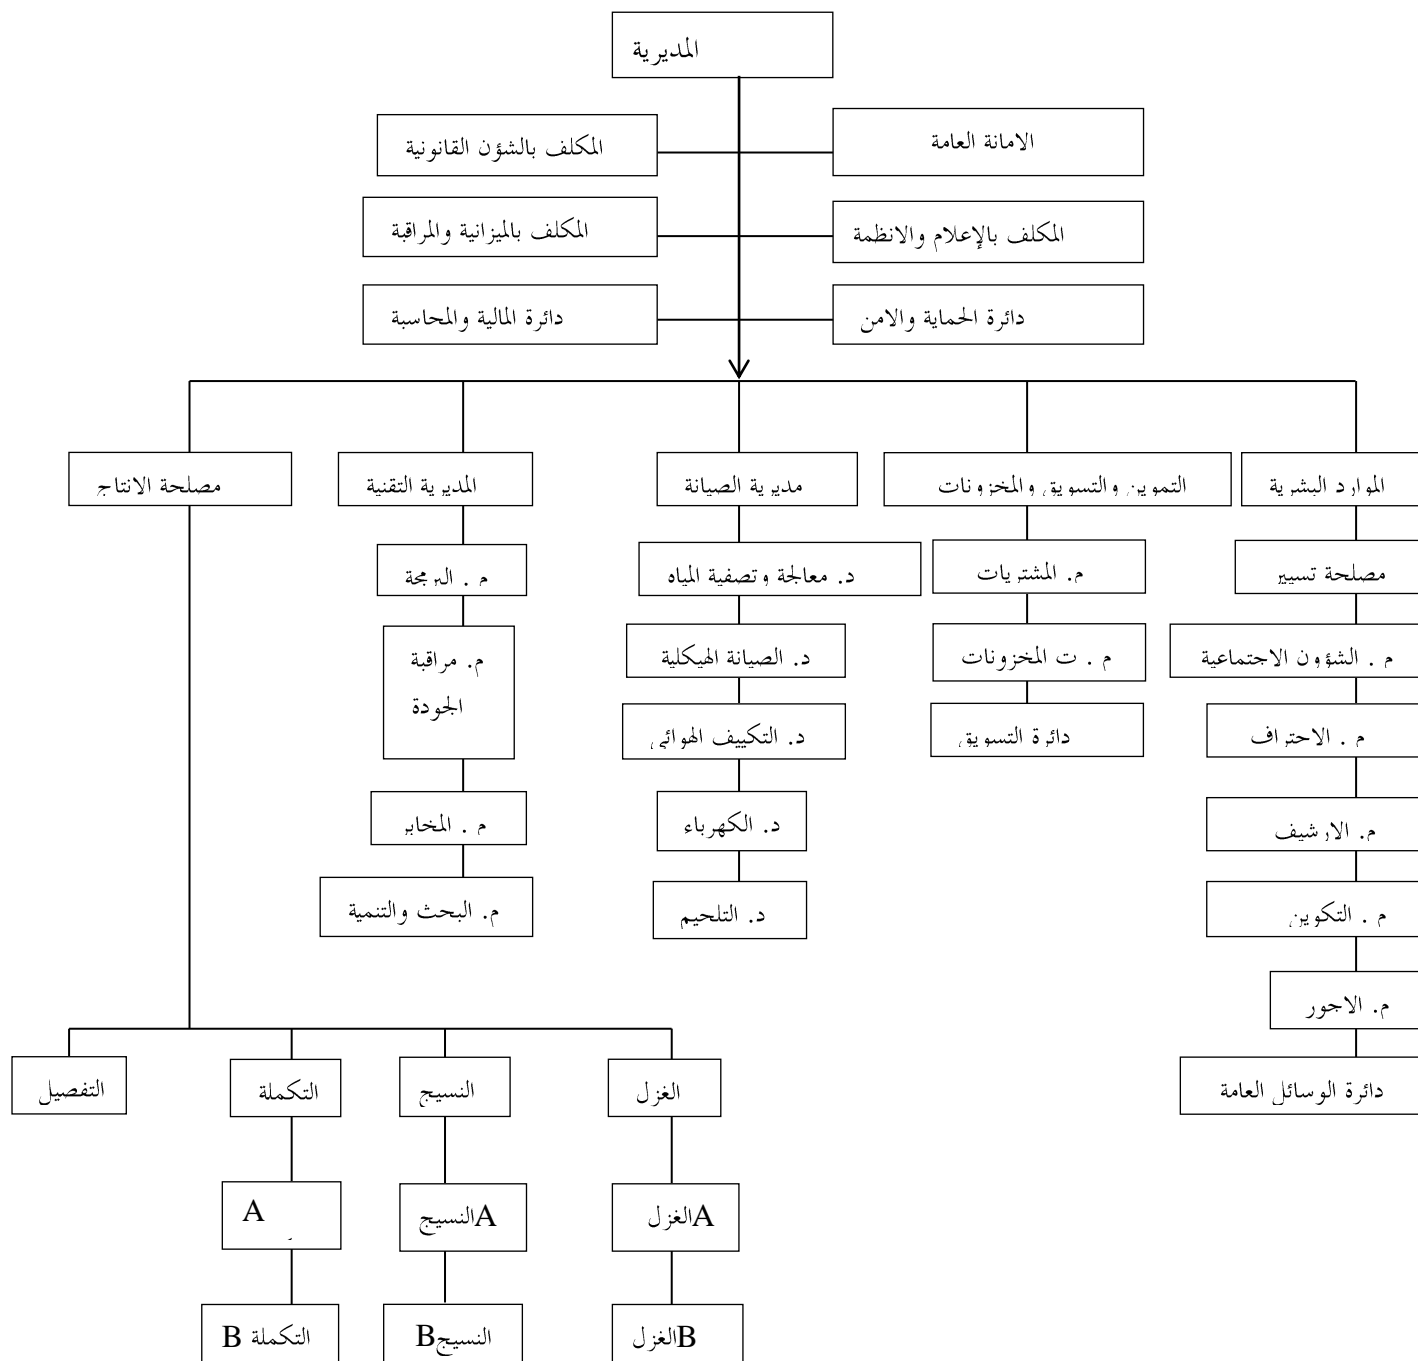 المديرية
الامانة العامة
المكلف بالشؤن القانونية
المكلف بالإعلام والانظمة
المكلف بالميزانية والمراقبة
دائرة الحماية والامن
دائرة المالية والمحاسبة
الموارد البشرية
التموين والتسويق والمخزونات
مديرية الصيانة
المديرية التقنية
مصلحة الانتاج
مصلحة تسيير
م . الشؤون الاجتماعية
م . الاحتراف
م. الارشيف
م . التكوين
م. الاجور
دائرة الوسائل العامة
م. المشتريات
م . ت المخزونات
دائرة التسويق
د. معالجة وتصفية المياه
د. الصيانة الهيكلية
د. التكييف الهوائي
د. الكهرباء
د. التلحيم
م . البرمجة
م. مراقبة
الجودة
م . المخابر
م. البحث والتنمية
الغزل
النسيج
التكملة
التفصيل
الغزلA
النسيجA
A
الغزلB
النسيجB
التكملة B